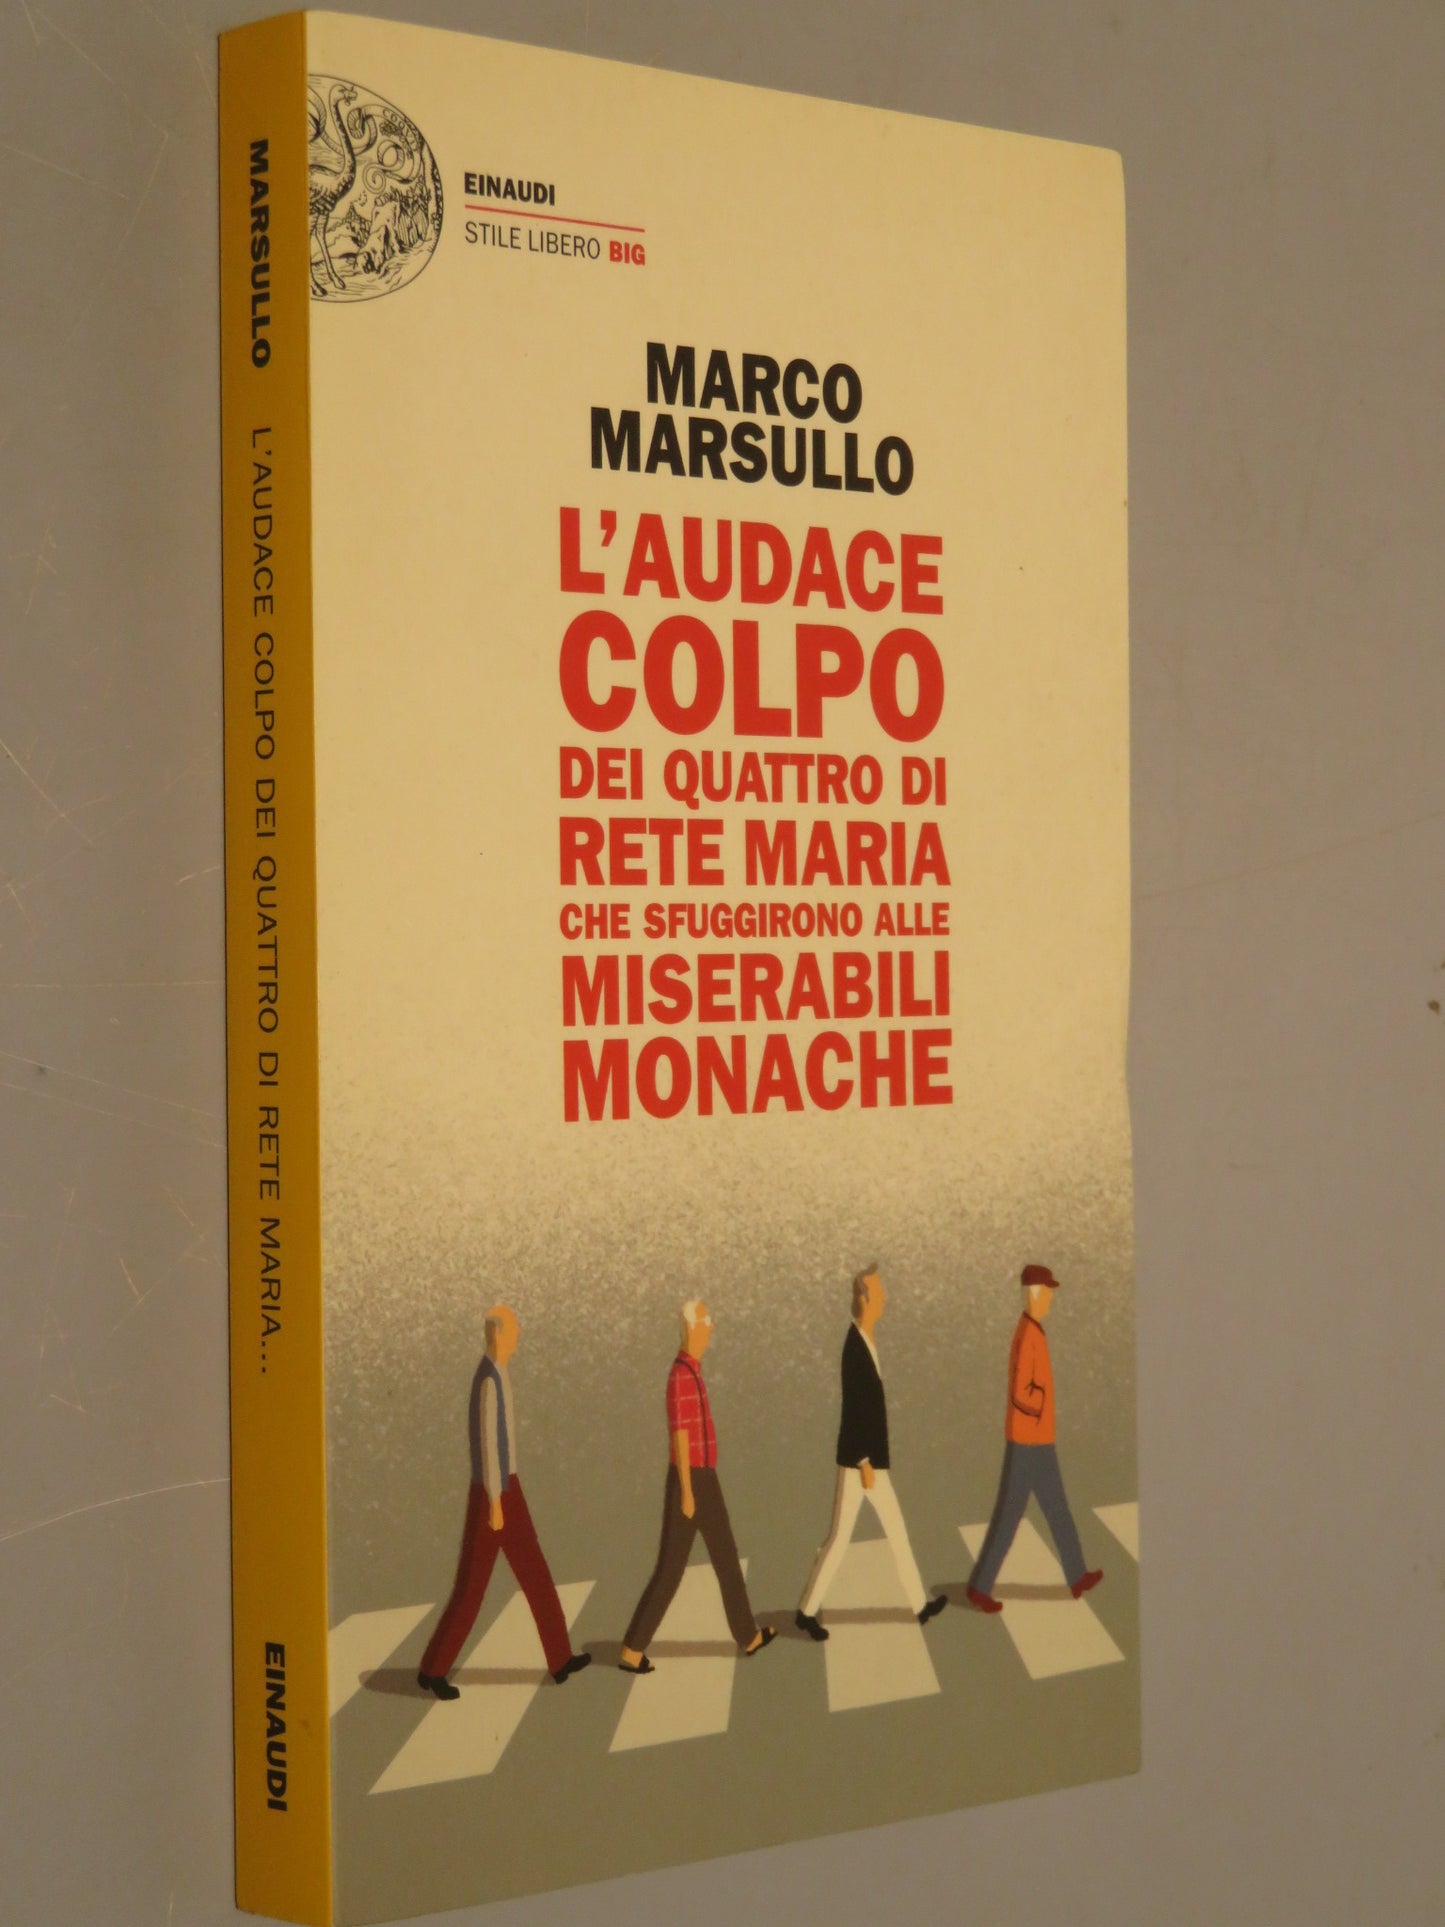 MARSULLO L'AUDACE COLPO DEI QUATTRO DI RETE MARIA... EINAUDI
EINAUDI
STILE LIBERO BIG
MARCO
MARSULLO
L'AUDACE
COLPO
DEI QUATTRO DI
RETE MARIA
CHE SFUGGIRONO ALLE
MISERABILI
MONACHE